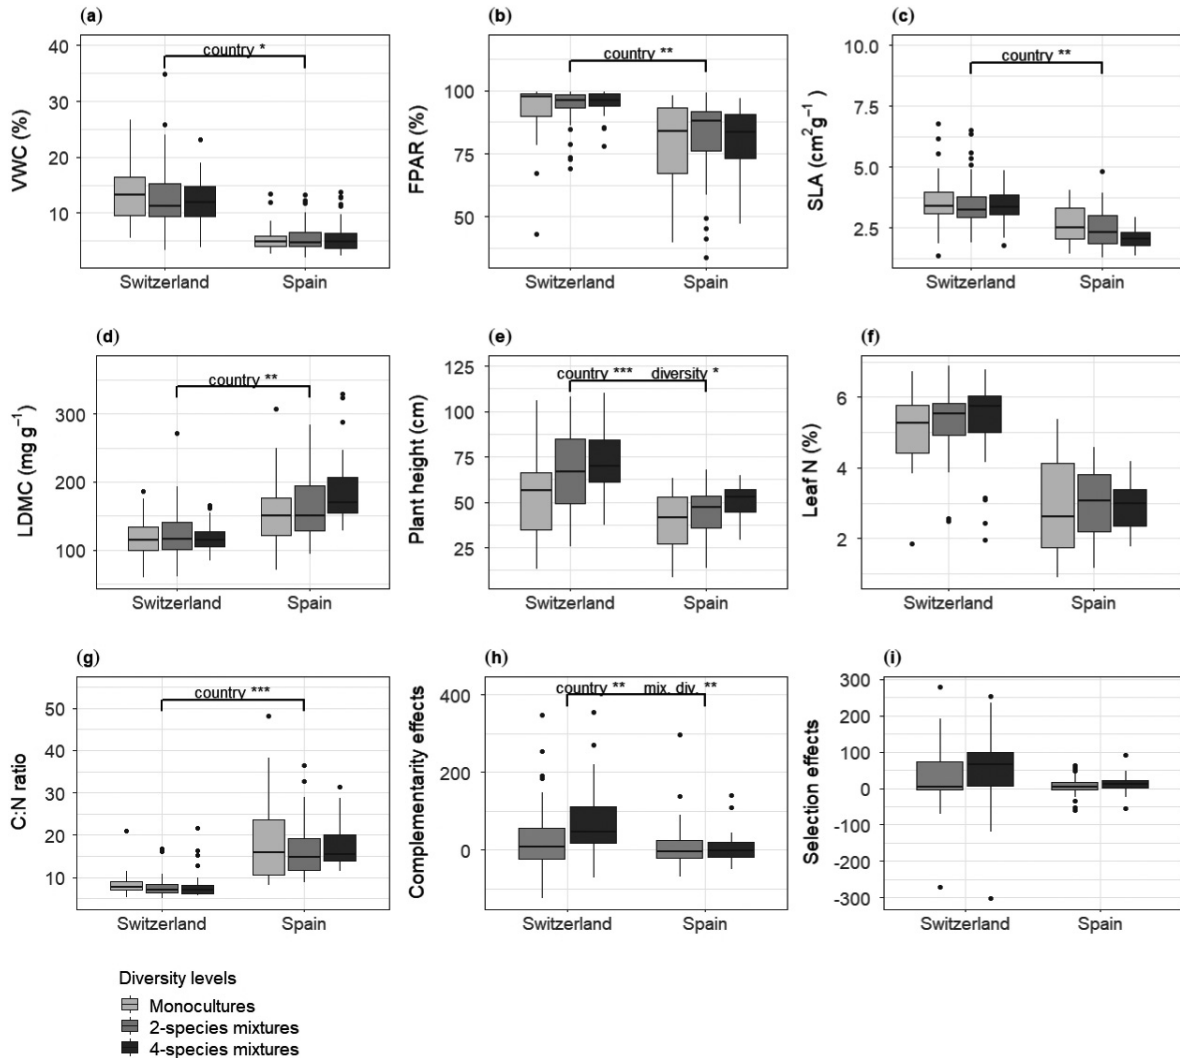 (a)
VWC (%)
40
30
20
10
country *
Switzerland Spain
(b)
FPAR (%)
100
75
50
country **
Switzerland Spain
(c)
SLA (cm²g⁻¹)
10.0
7.5
5.0
2.5
country **
Switzerland Spain
(d)
LDMC (mg g⁻¹)
300
200
100
country **
Switzerland Spain
(e)
Plant height (cm)
125
100
75
50
25
country *** diversity *
Switzerland Spain
(f)
Leaf N (%)
6
4
2
Switzerland Spain
(g)
C:N ratio
50
40
30
20
10
country ***
Switzerland Spain
(h)
Complementarity effects
400
200
0
country ** mix. div. **
Switzerland Spain
(i)
Selection effects
300
200
100
0
-100
-200
-300
Switzerland Spain
Diversity levels
Monocultures
2-species mixtures
4-species mixtures